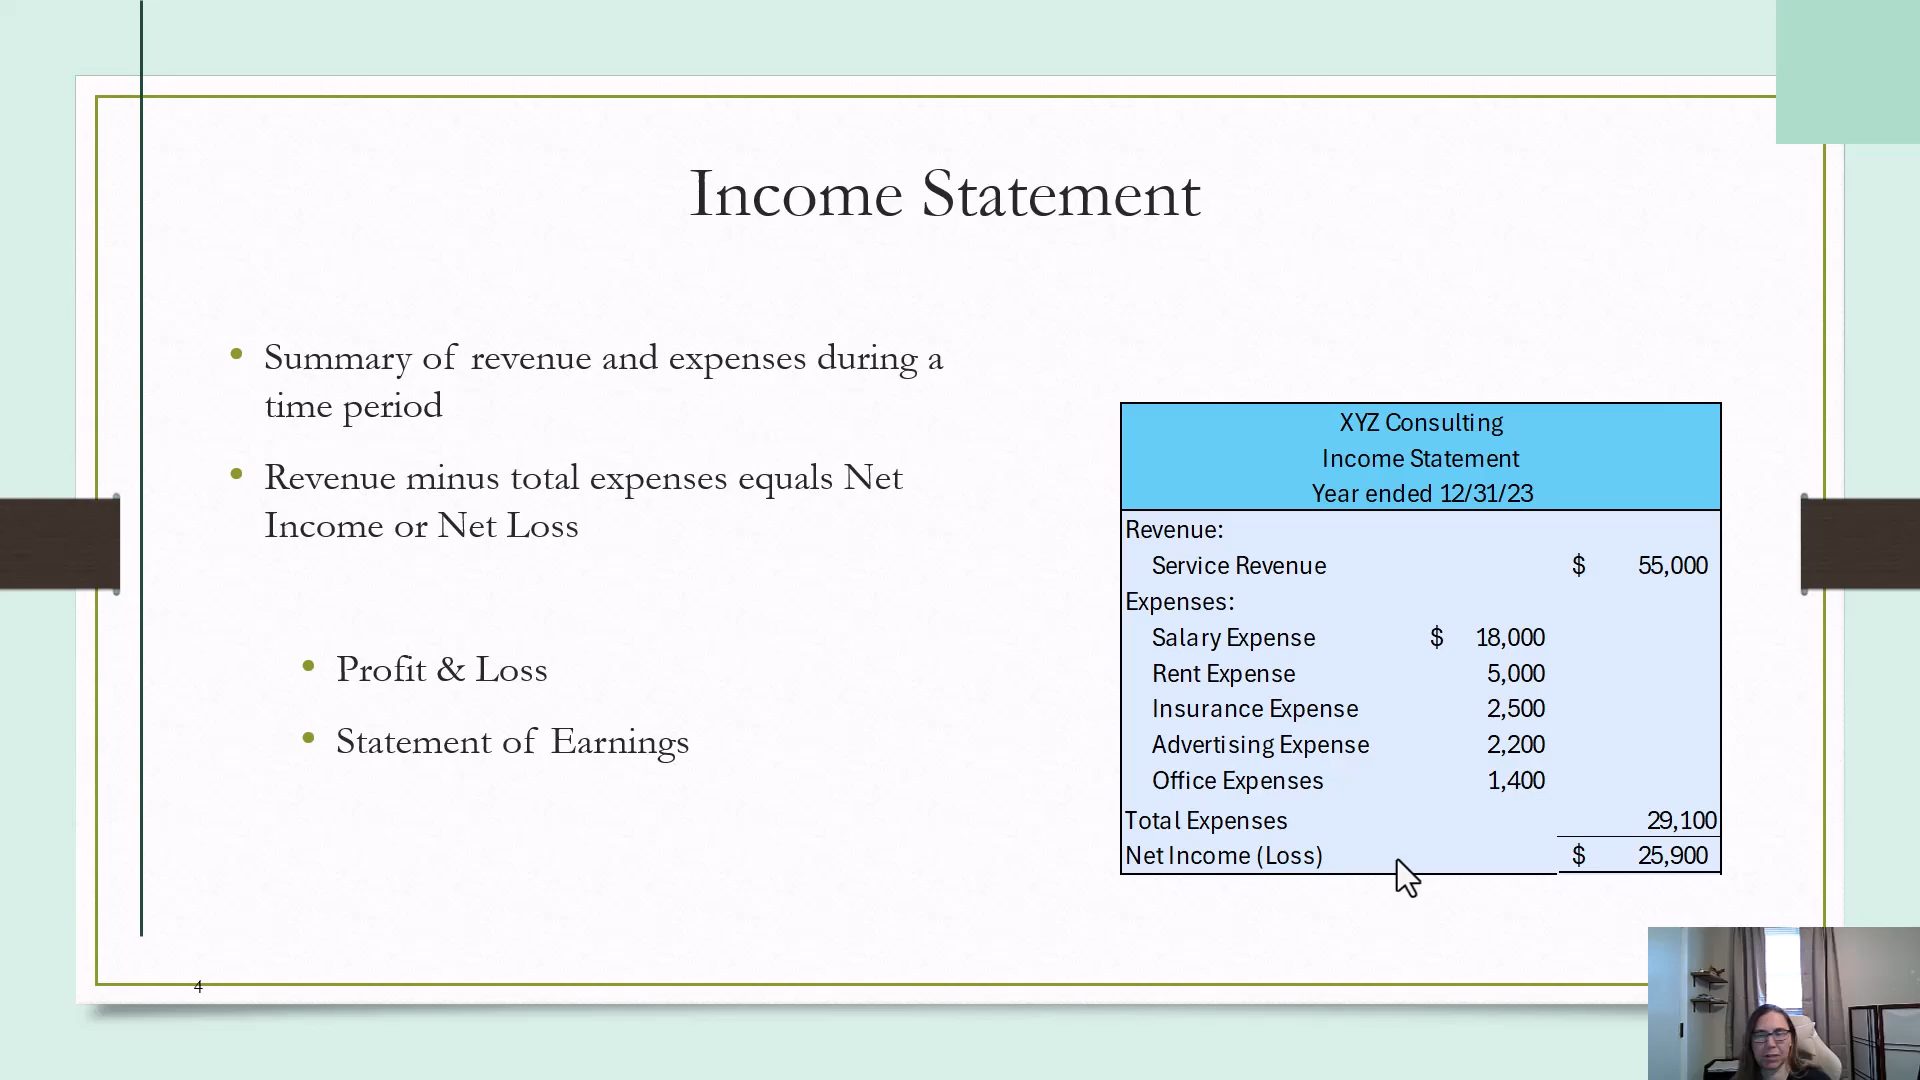 Income Statement
• Summary of revenue and expenses during a
time period
• Revenue minus total expenses equals Net
Income or Net Loss
• Profit & Loss
• Statement of Earnings
XYZ Consulting
Income Statement
Year ended 12/31/23
Revenue:
Service Revenue $ 55,000
Expenses:
Salary Expense $ 18,000
Rent Expense 5,000
Insurance Expense 2,500
Advertising Expense 2,200
Office Expenses 1,400
Total Expenses 29,100
Net Income (Loss) $ 25,900
4